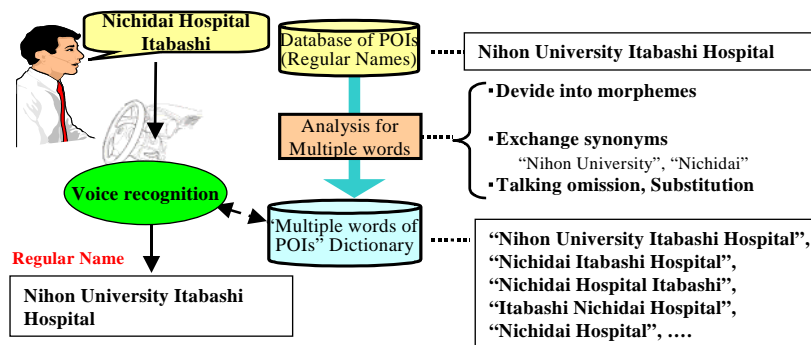 Nichidai Hospital
Itabashi
Database of POIs
(Regular Names)
Nihon University Itabashi Hospital
Analysis for
Multiple words
▪Devide into morphemes
▪Exchange synonyms
“Nihon University”, “Nichidai”
▪Talking omission, Substitution
Voice recognition
“Multiple words of
POIs” Dictionary
Regular Name
Nihon University Itabashi
Hospital
“Nihon University Itabashi Hospital”,
“Nichidai Itabashi Hospital”,
“Nichidai Hospital Itabashi”,
“Itabashi Nichidai Hospital”,
“Nichidai Hospital”, ….